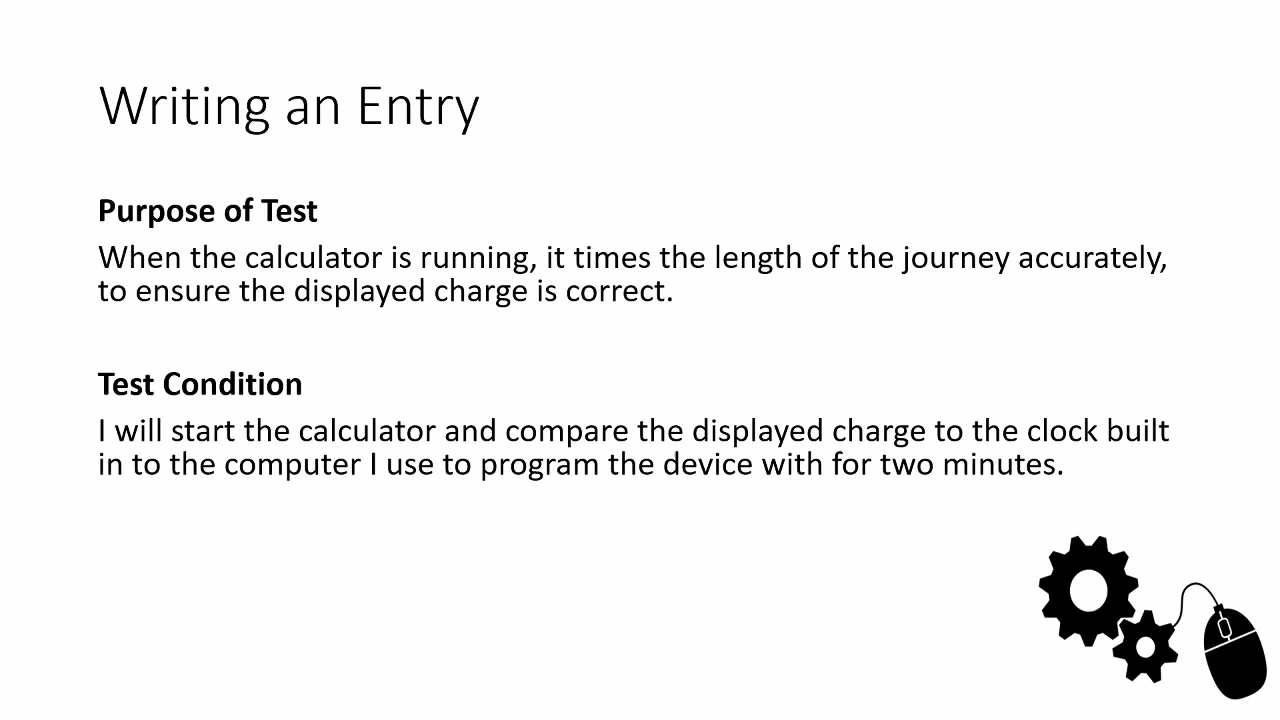 Writing an Entry
Purpose of Test
When the calculator is running, it times the length of the journey accurately,
to ensure the displayed charge is correct.
Test Condition
I will start the calculator and compare the displayed charge to the clock built
in to the computer I use to program the device with for two minutes.